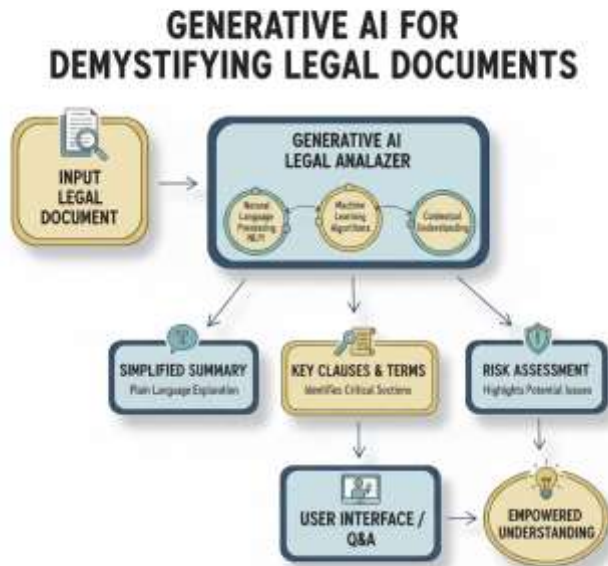 GENERATIVE AI FOR
DEMYSTIFYING LEGAL DOCUMENTS
INPUT
LEGAL
DOCUMENT
GENERATIVE AI
LEGAL ANALAZER
Natural
Language
Processing
Machine
Learning
Algorithms
Contextual
Understanding
SIMPLIFIED SUMMARY
Plain Language Explanation
KEY CLAUSES & TERMS
Identifies Critical Sections
RISK ASSESSMENT
Highlights Potential Issues
USER INTERFACE /
Q&A
EMPOWERED
UNDERSTANDING